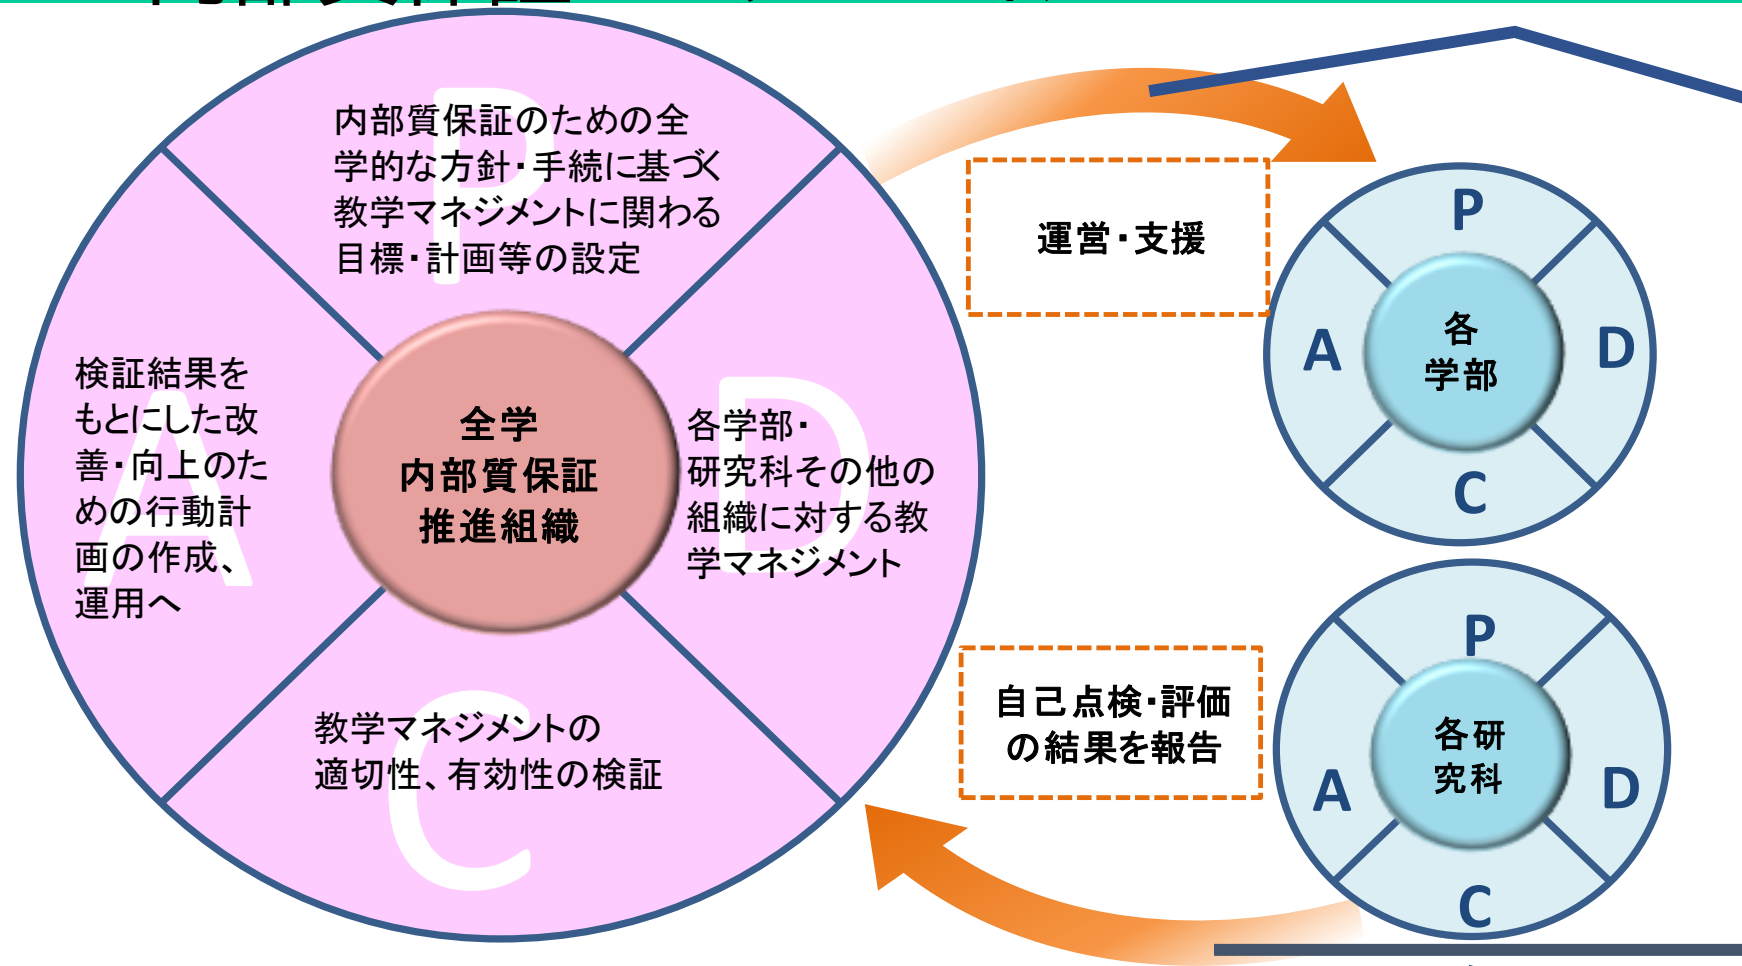 P
内部質保証のための全
学的な方針・手続に基づく
教学マネジメントに関わる
目標・計画等の設定
A
検証結果を
もとにした改
善・向上のた
めの行動計
画の作成、
運用へ
全学
内部質保証
推進組織
D
各学部・
研究科その他の
組織に対する教
学マネジメント
C
教学マネジメントの
適切性、有効性の検証
運営・支援
P
A
各
学部
D
C
自己点検・評価
の結果を報告
P
A
各研
究科
D
C